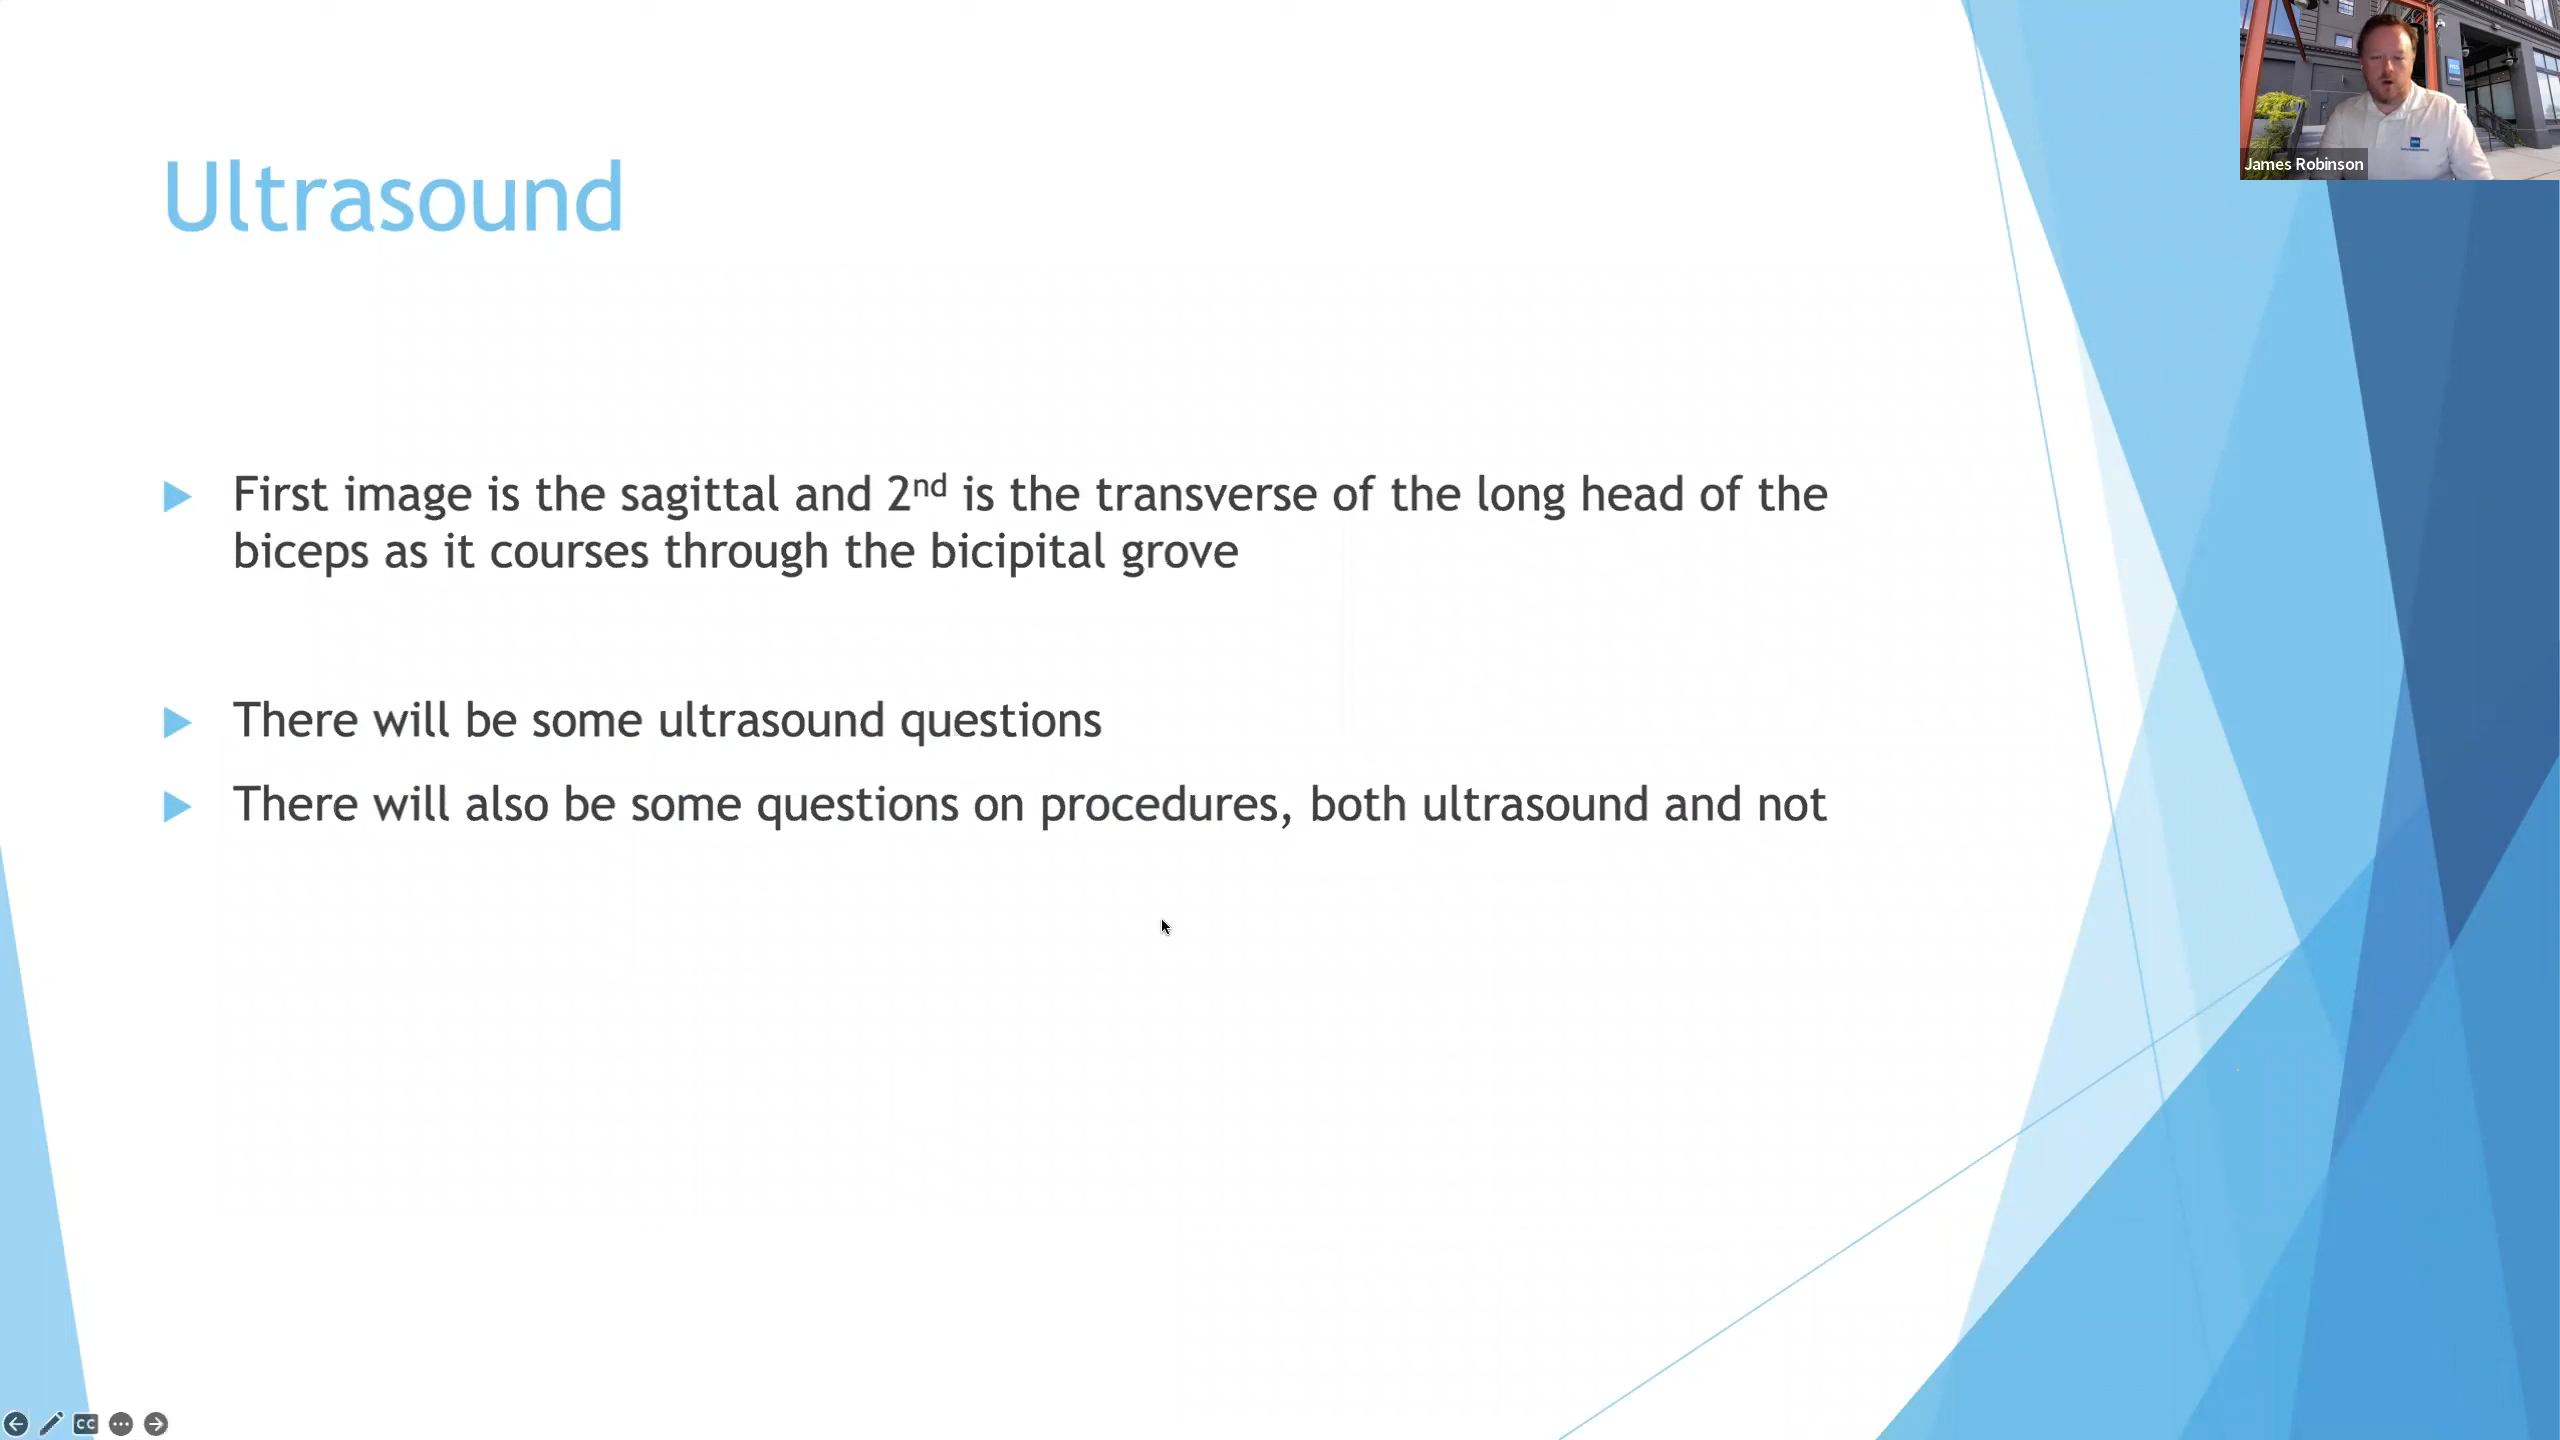 James Robinson
Ultrasound
First image is the sagittal and 2nd is the transverse of the long head of the
biceps as it courses through the bicipital grove
There will be some ultrasound questions
There will also be some questions on procedures, both ultrasound and not
CC